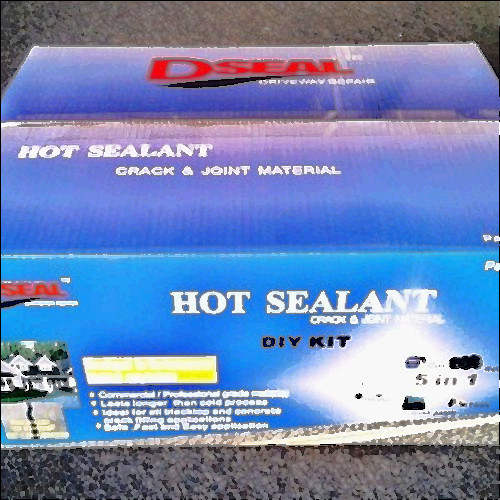 DSEAL
DRIVEWAY REPAIR
HOT SEALANT
CRACK & JOINT MATERIAL
SEAL
HOT SEALANT
CRACK & JOINT MATERIAL
DIY KIT
5 in 1
Commercial / Professional grade
Lasts longer than cold process
Ideal for all blacktop and concrete
crack filling applications
Safe, Fast and Easy application